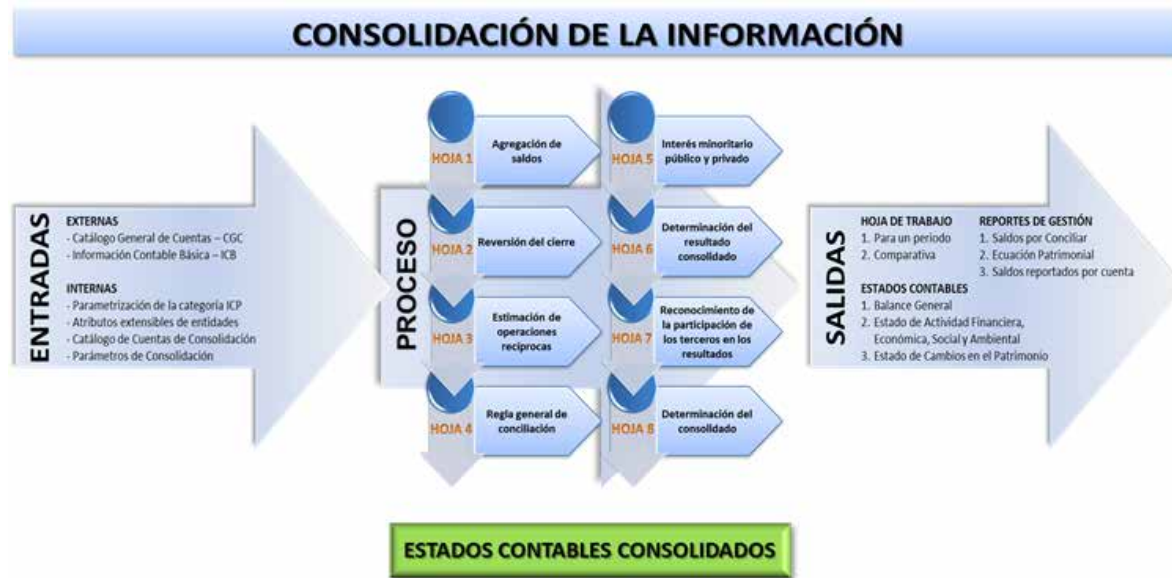 CONSOLIDACIÓN DE LA INFORMACIÓN
ENTRADAS
EXTERNAS
- Catálogo General de Cuentas – CGC
- Información Contable Básica – ICB
INTERNAS
- Parametrización de la categoría ICP
- Atributos extensibles de entidades
- Catálogo de Cuentas de Consolidación
- Parámetros de Consolidación
PROCESO
HOJA 1
Agregación de
saldos
HOJA 2
Reversión del cierre
HOJA 3
Estimación de
operaciones
recíprocas
HOJA 4
Regla general de
conciliación
HOJA 5
Interés minoritario
público y privado
HOJA 6
Determinación del
resultado
consolidado
HOJA 7
Reconocimiento de
la participación de
los terceros en los
resultados
HOJA 8
Determinación del
consolidado
SALIDAS
HOJA DE TRABAJO
1. Para un periodo
2. Comparativa
REPORTES DE GESTIÓN
1. Saldos por Conciliar
2. Ecuación Patrimonial
3. Saldos reportados por cuenta
ESTADOS CONTABLES
1. Balance General
2. Estado de Actividad Financiera,
Económica, Social y Ambiental
3. Estado de Cambios en el Patrimonio
ESTADOS CONTABLES CONSOLIDADOS